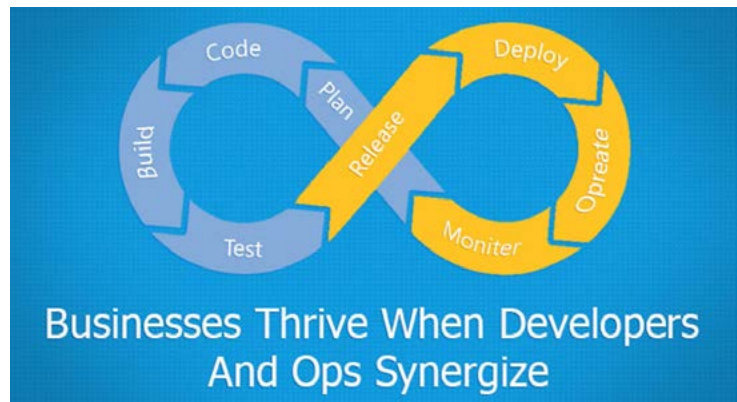 Code
Plan
Build
Test
Release
Deploy
Opreate
Moniter
Businesses Thrive When Developers
And Ops Synergize